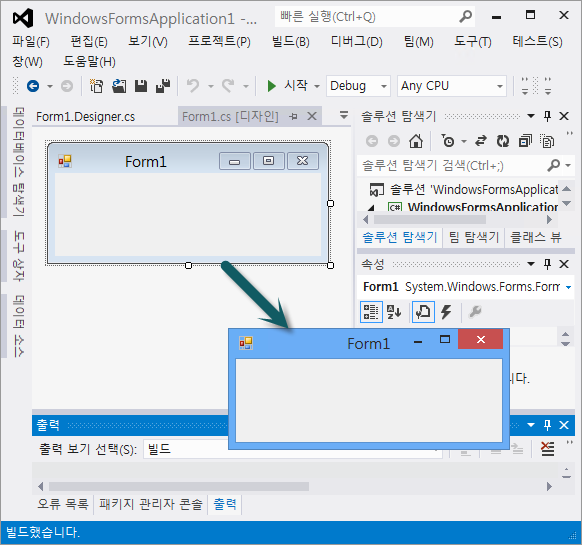 WindowsFormsApplication1 -...
빠른 실행(Ctrl+Q)
파일(F) 편집(E) 보기(V) 프로젝트(P) 빌드(B) 디버그(D) 팀(M) 도구(T) 테스트(S)
창(W) 도움말(H)
시작 Debug Any CPU
데이터베이스 탐색기
도구 상자
데이터 소스
Form1.Designer.cs Form1.cs [디자인]
Form1
솔루션 탐색기
솔루션 탐색기 검색(Ctrl+;)
솔루션 'WindowsFormsApplicat
C# WindowsFormsApplication
솔루션 탐색기 팀 탐색기 클래스 뷰
속성
Form1 System.Windows.Forms.Form
Form1
니다.
출력
출력 보기 선택(S): 빌드
오류 목록 패키지 관리자 콘솔 출력
빌드했습니다.